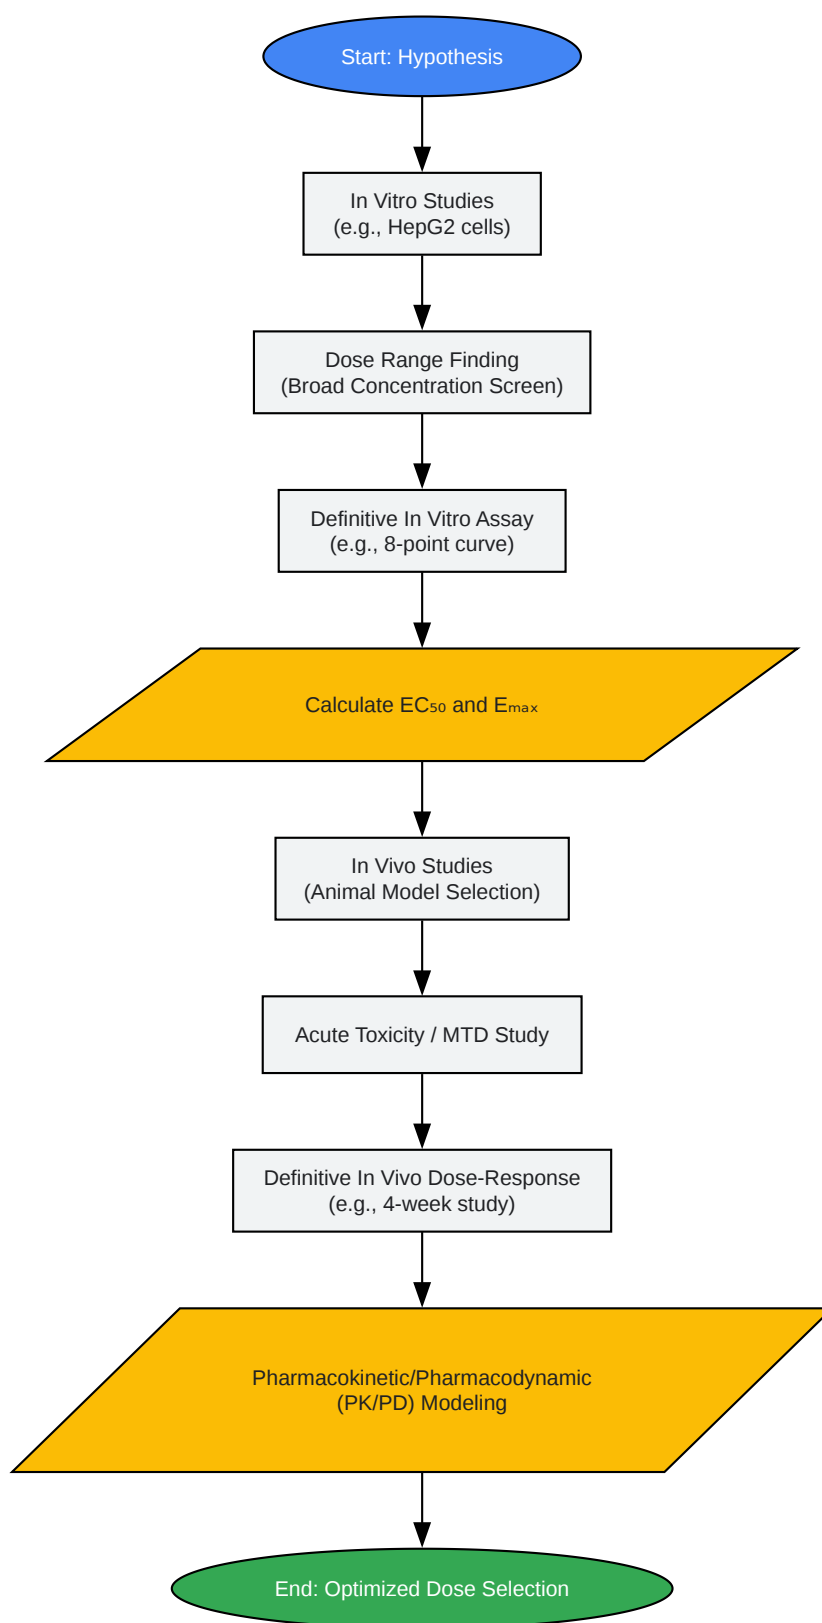 Start: Hypothesis
In Vitro Studies
(e.g., HepG2 cells)
Dose Range Finding
(Broad Concentration Screen)
Definitive In Vitro Assay
(e.g., 8-point curve)
Calculate EC₅₀ and Eₘₐₓ
In Vivo Studies
(Animal Model Selection)
Acute Toxicity / MTD Study
Definitive In Vivo Dose-Response
(e.g., 4-week study)
Pharmacokinetic/Pharmacodynamic
(PK/PD) Modeling
End: Optimized Dose Selection